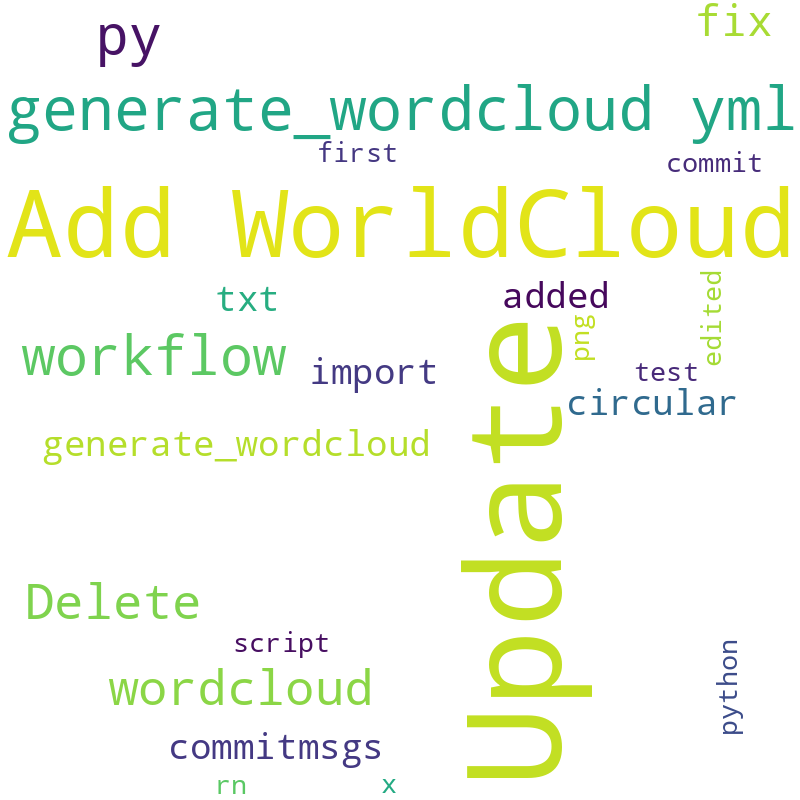 py
fix
generate_wordcloud yml
first
commit
Add WorldCloud
edited
txt
added
png
workflow
import
test
circular
generate_wordcloud
Update
Delete
script
python
wordcloud
commitmsgs
rn
x